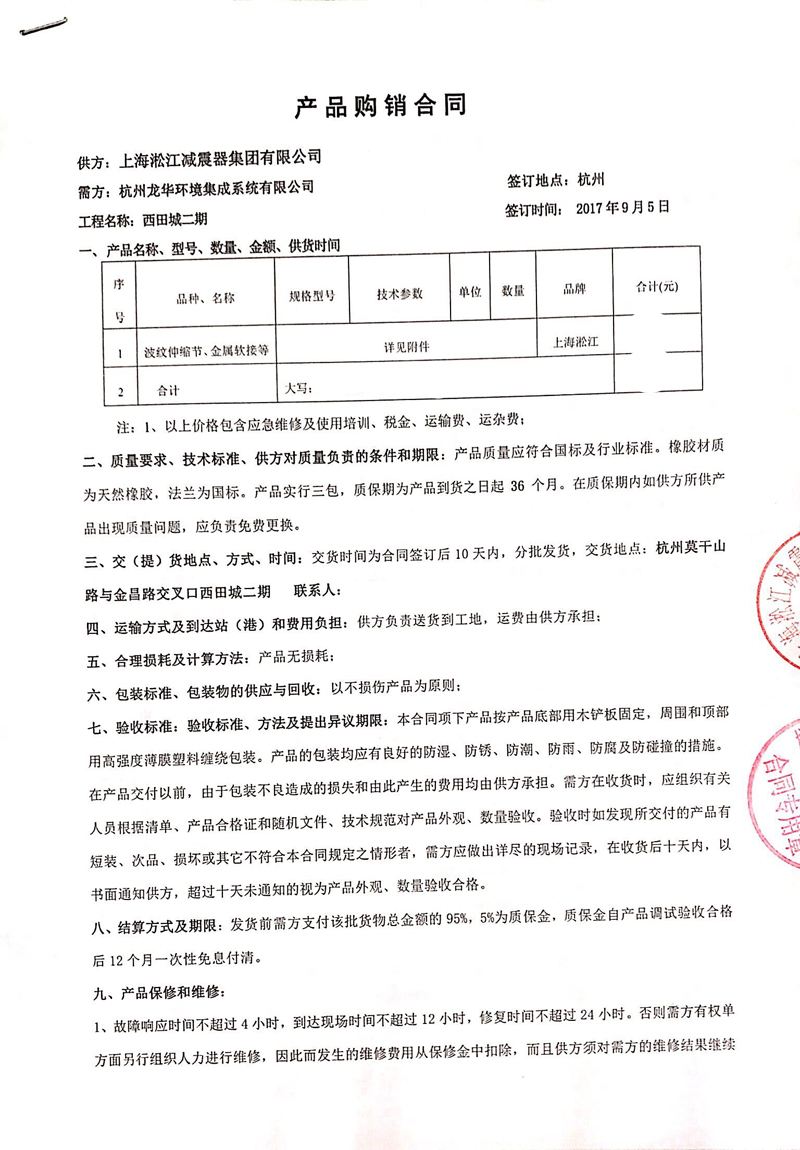 产品购销合同
供方：上海淞江减震器集团有限公司
需方：杭州龙华环境集成系统有限公司
签订地点：杭州
工程名称：西田城二期
签订时间：2017年9月5日
一、产品名称、型号、数量、金额、供货时间
序号 品种、名称 规格型号 技术参数 单位 数量 品牌 合计(元)
1 波纹伸缩节、金属软接等 详见附件 上海淞江
2 合计 大写：
注：1、以上价格包含应急维修及使用培训、税金、运输费、运杂费；
二、质量要求、技术标准、供方对质量负责的条件和期限：产品质量应符合国标及行业标准。橡胶材质
为天然橡胶，法兰为国标。产品实行三包，质保期为产品到货之日起 36 个月。在质保期内如供方所供产
品出现质量问题，应负责免费更换。
三、交（提）货地点、方式、时间：交货时间为合同签订后 10 天内，分批发货，交货地点：杭州莫干山
路与金昌路交叉口西田城二期 联系人：
四、运输方式及到达站（港）和费用负担：供方负责送货到工地，运费由供方承担；
五、合理损耗及计算方法：产品无损耗；
六、包装标准、包装物的供应与回收：以不损伤产品为原则；
七、验收标准：验收标准、方法及提出异议期限：本合同项下产品按产品底部用木铲板固定，周围和顶部
用高强度薄膜塑料缠绕包装。产品的包装均应有良好的防湿、防锈、防潮、防雨、防腐及防碰撞的措施。
在产品交付以前，由于包装不良造成的损失和由此产生的费用均由供方承担。需方在收货时，应组织有关
人员根据清单、产品合格证和随机文件、技术规范对产品外观、数量验收。验收时如发现所交付的产品有
短装、次品、损坏或其它不符合本合同规定之情形者，需方应做出详尽的现场记录，在收货后十天内，以
书面通知供方，超过十天未通知的视为产品外观、数量验收合格。
八、结算方式及期限：发货前需方支付该批货物总金额的 95%，5%为质保金，质保金自产品调试验收合格
后 12 个月一次性免息付清。
九、产品保修和维修：
1、故障响应时间不超过 4 小时，到达现场时间不超过 12 小时，修复时间不超过 24 小时。否则需方有权单
方面另行组织人力进行维修，因此而发生的维修费用从保修金中扣除，而且供方须对需方的维修结果继续
海淞江减
合同专用章